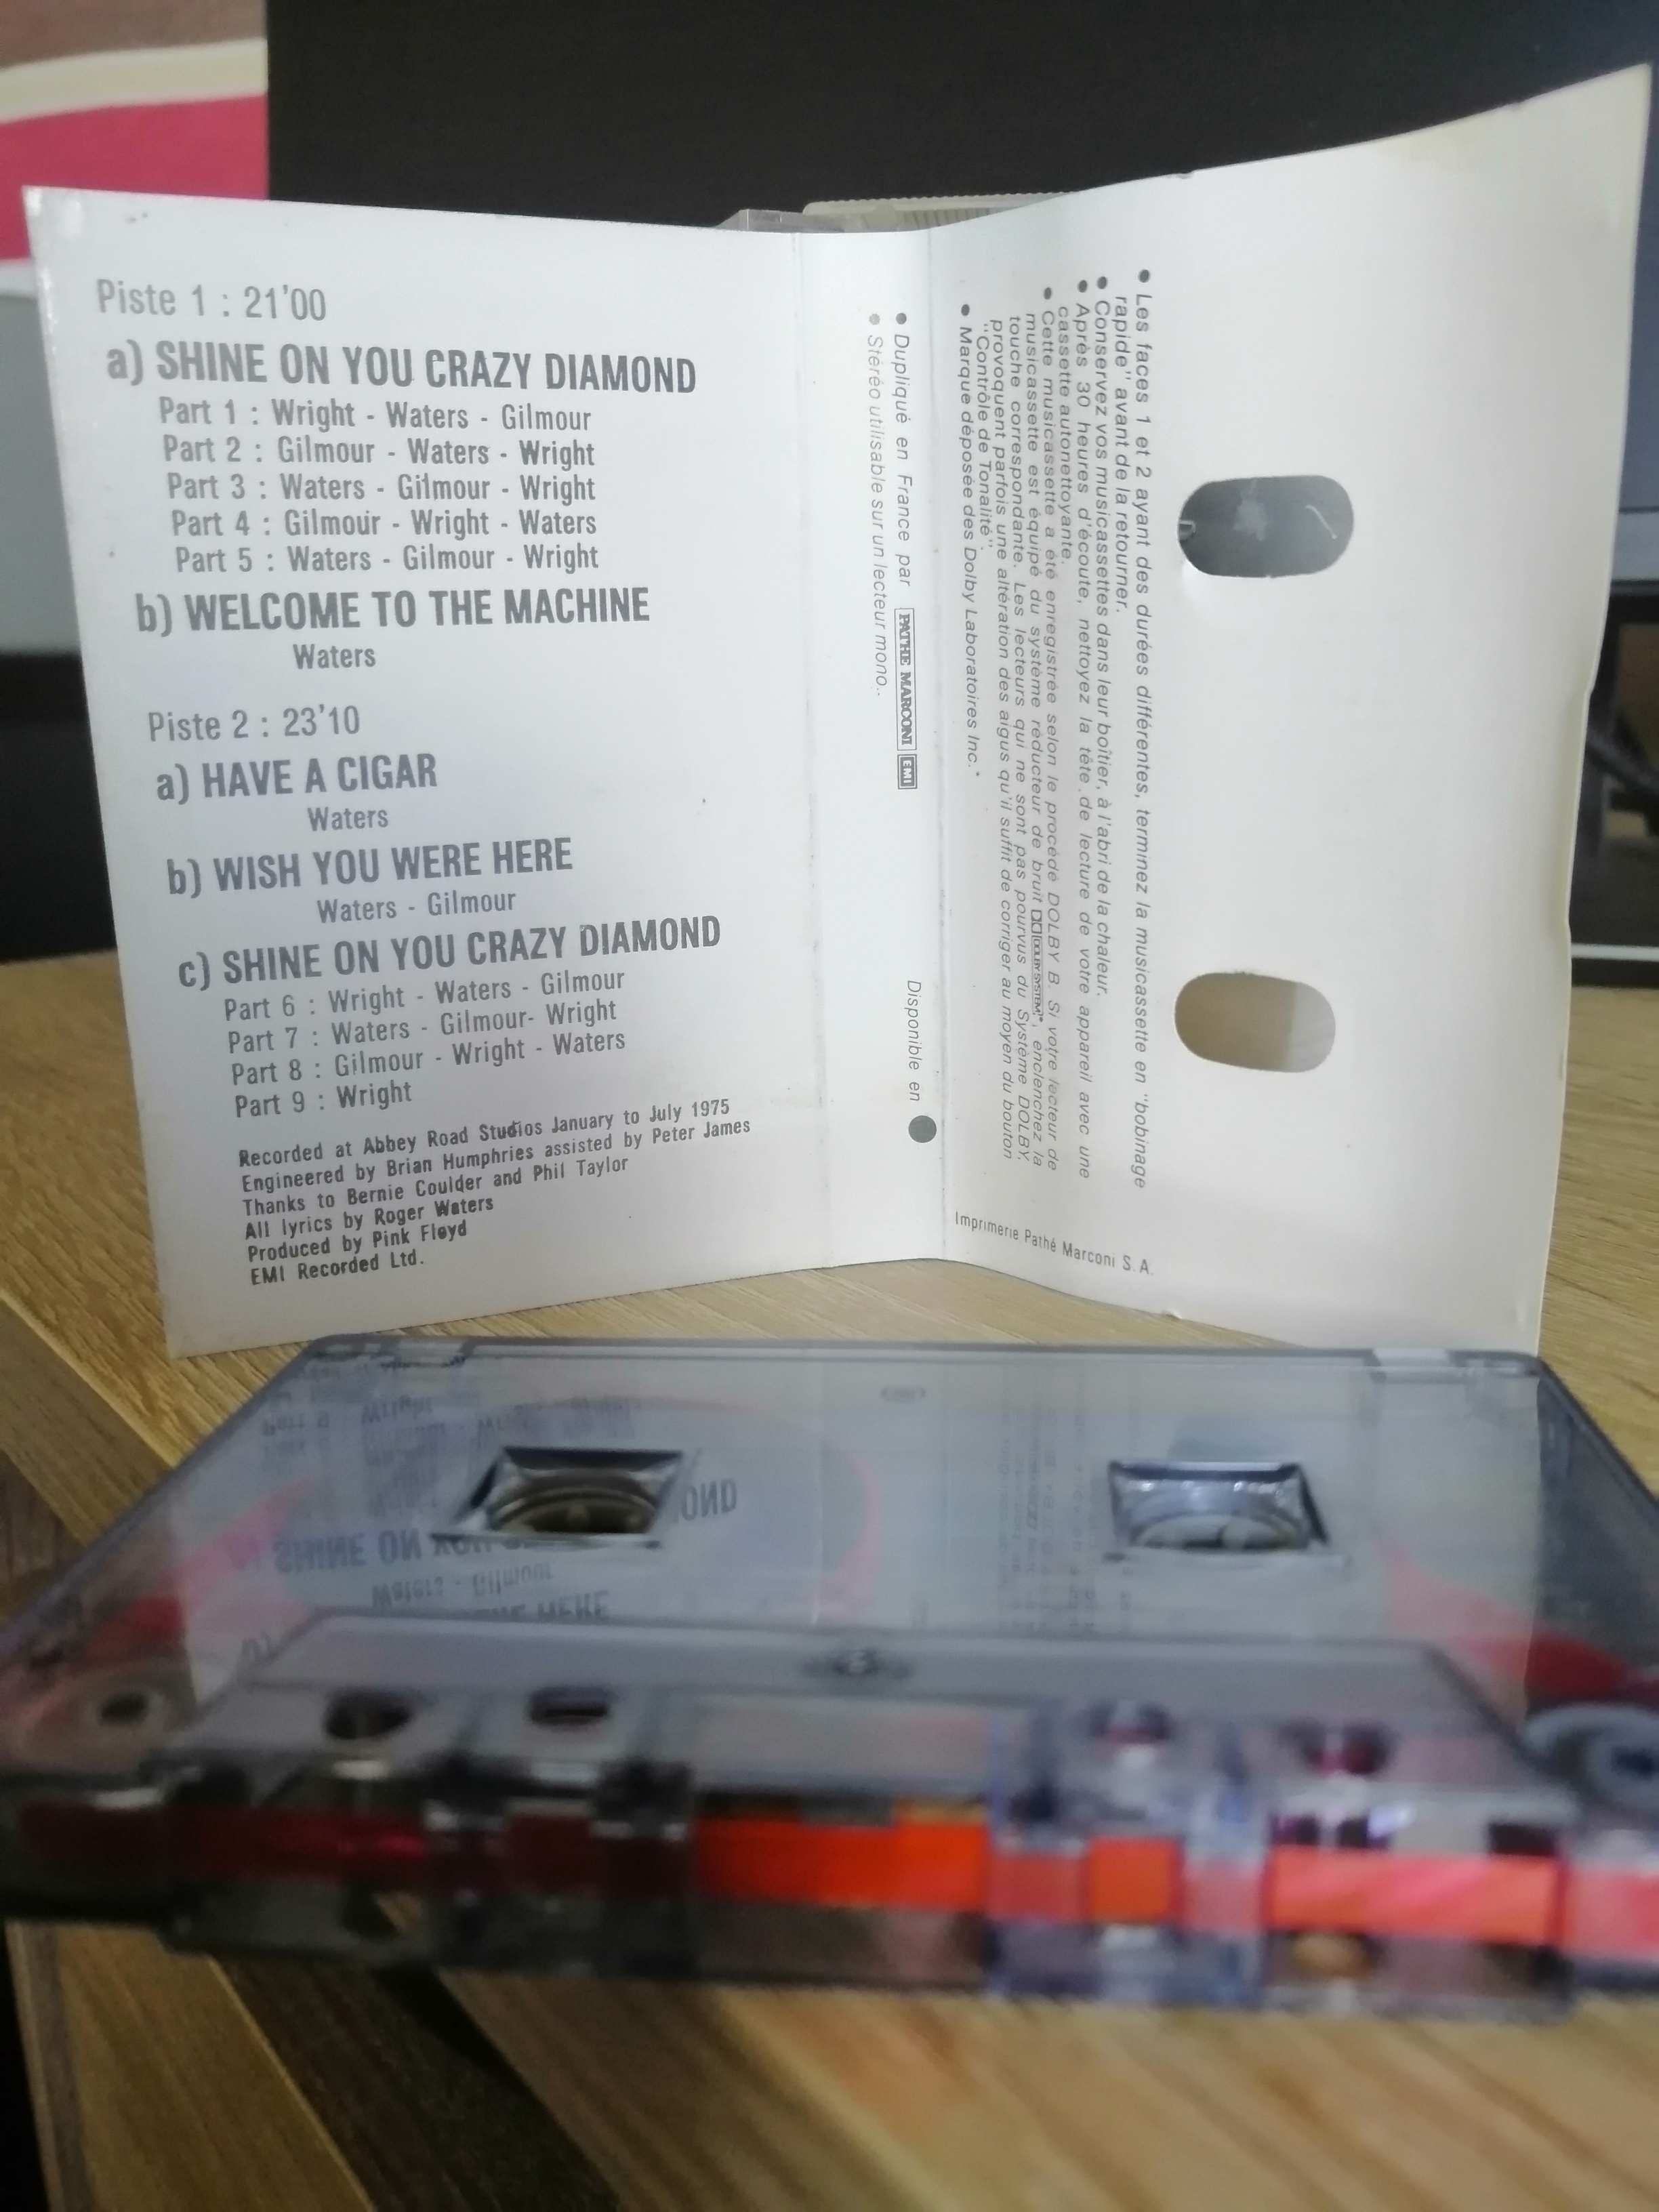 Piste 1 : 21'00
a) SHINE ON YOU CRAZY DIAMOND
Part 1 : Wright - Waters - Gilmour
Part 2 : Gilmour - Waters - Wright
Part 3 : Waters - Gilmour - Wright
Part 4 : Gilmour - Wright - Waters
Part 5 : Waters - Gilmour - Wright
b) WELCOME TO THE MACHINE
Waters
Piste 2 : 23'10
a) HAVE A CIGAR
Waters
b) WISH YOU WERE HERE
Waters - Gilmour
c) SHINE ON YOU CRAZY DIAMOND
Part 6 : Wright - Waters - Gilmour
Part 7 : Waters - Gilmour- Wright
Part 8 : Gilmour - Wright - Waters
Part 9 : Wright
Recorded at Abbey Road Studios January to July 1975
Engineered by Brian Humphries assisted by Peter James
Thanks to Bernie Coulder and Phil Taylor
All lyrics by Roger Waters
Produced by Pink Floyd
EMI Recorded Ltd.
• Dupliqué en France par PATHE MARCONI EMI
• Stéréo utilisable sur un lecteur mono..
Disponible en
• Les faces 1 et 2 ayant des durées différentes, terminez la musicassette en "bobinage
rapide" avant de la retourner.
• Conservez vos musicassettes dans leur boîtier, à l'abri de la chaleur.
• Après 30 heures d'écoute, nettoyez la tête de lecture de votre appareil avec une
cassette autonettoyante.
• Cette musicassette a été enregistrée selon le procédé DOLBY B. Si votre lecteur de
musicassette est équipé du système réducteur de bruit DOLBY SYSTEM*, enclenchez la
touche correspondante. Les lecteurs qui ne sont pas pourvus du Système DOLBY,
provoquent parfois une altération des aigus qu'il suffit de corriger au moyen du bouton
"Contrôle de Tonalité".
• Marque déposée des Dolby Laboratoires Inc.*
Imprimerie Pathé Marconi S.A.